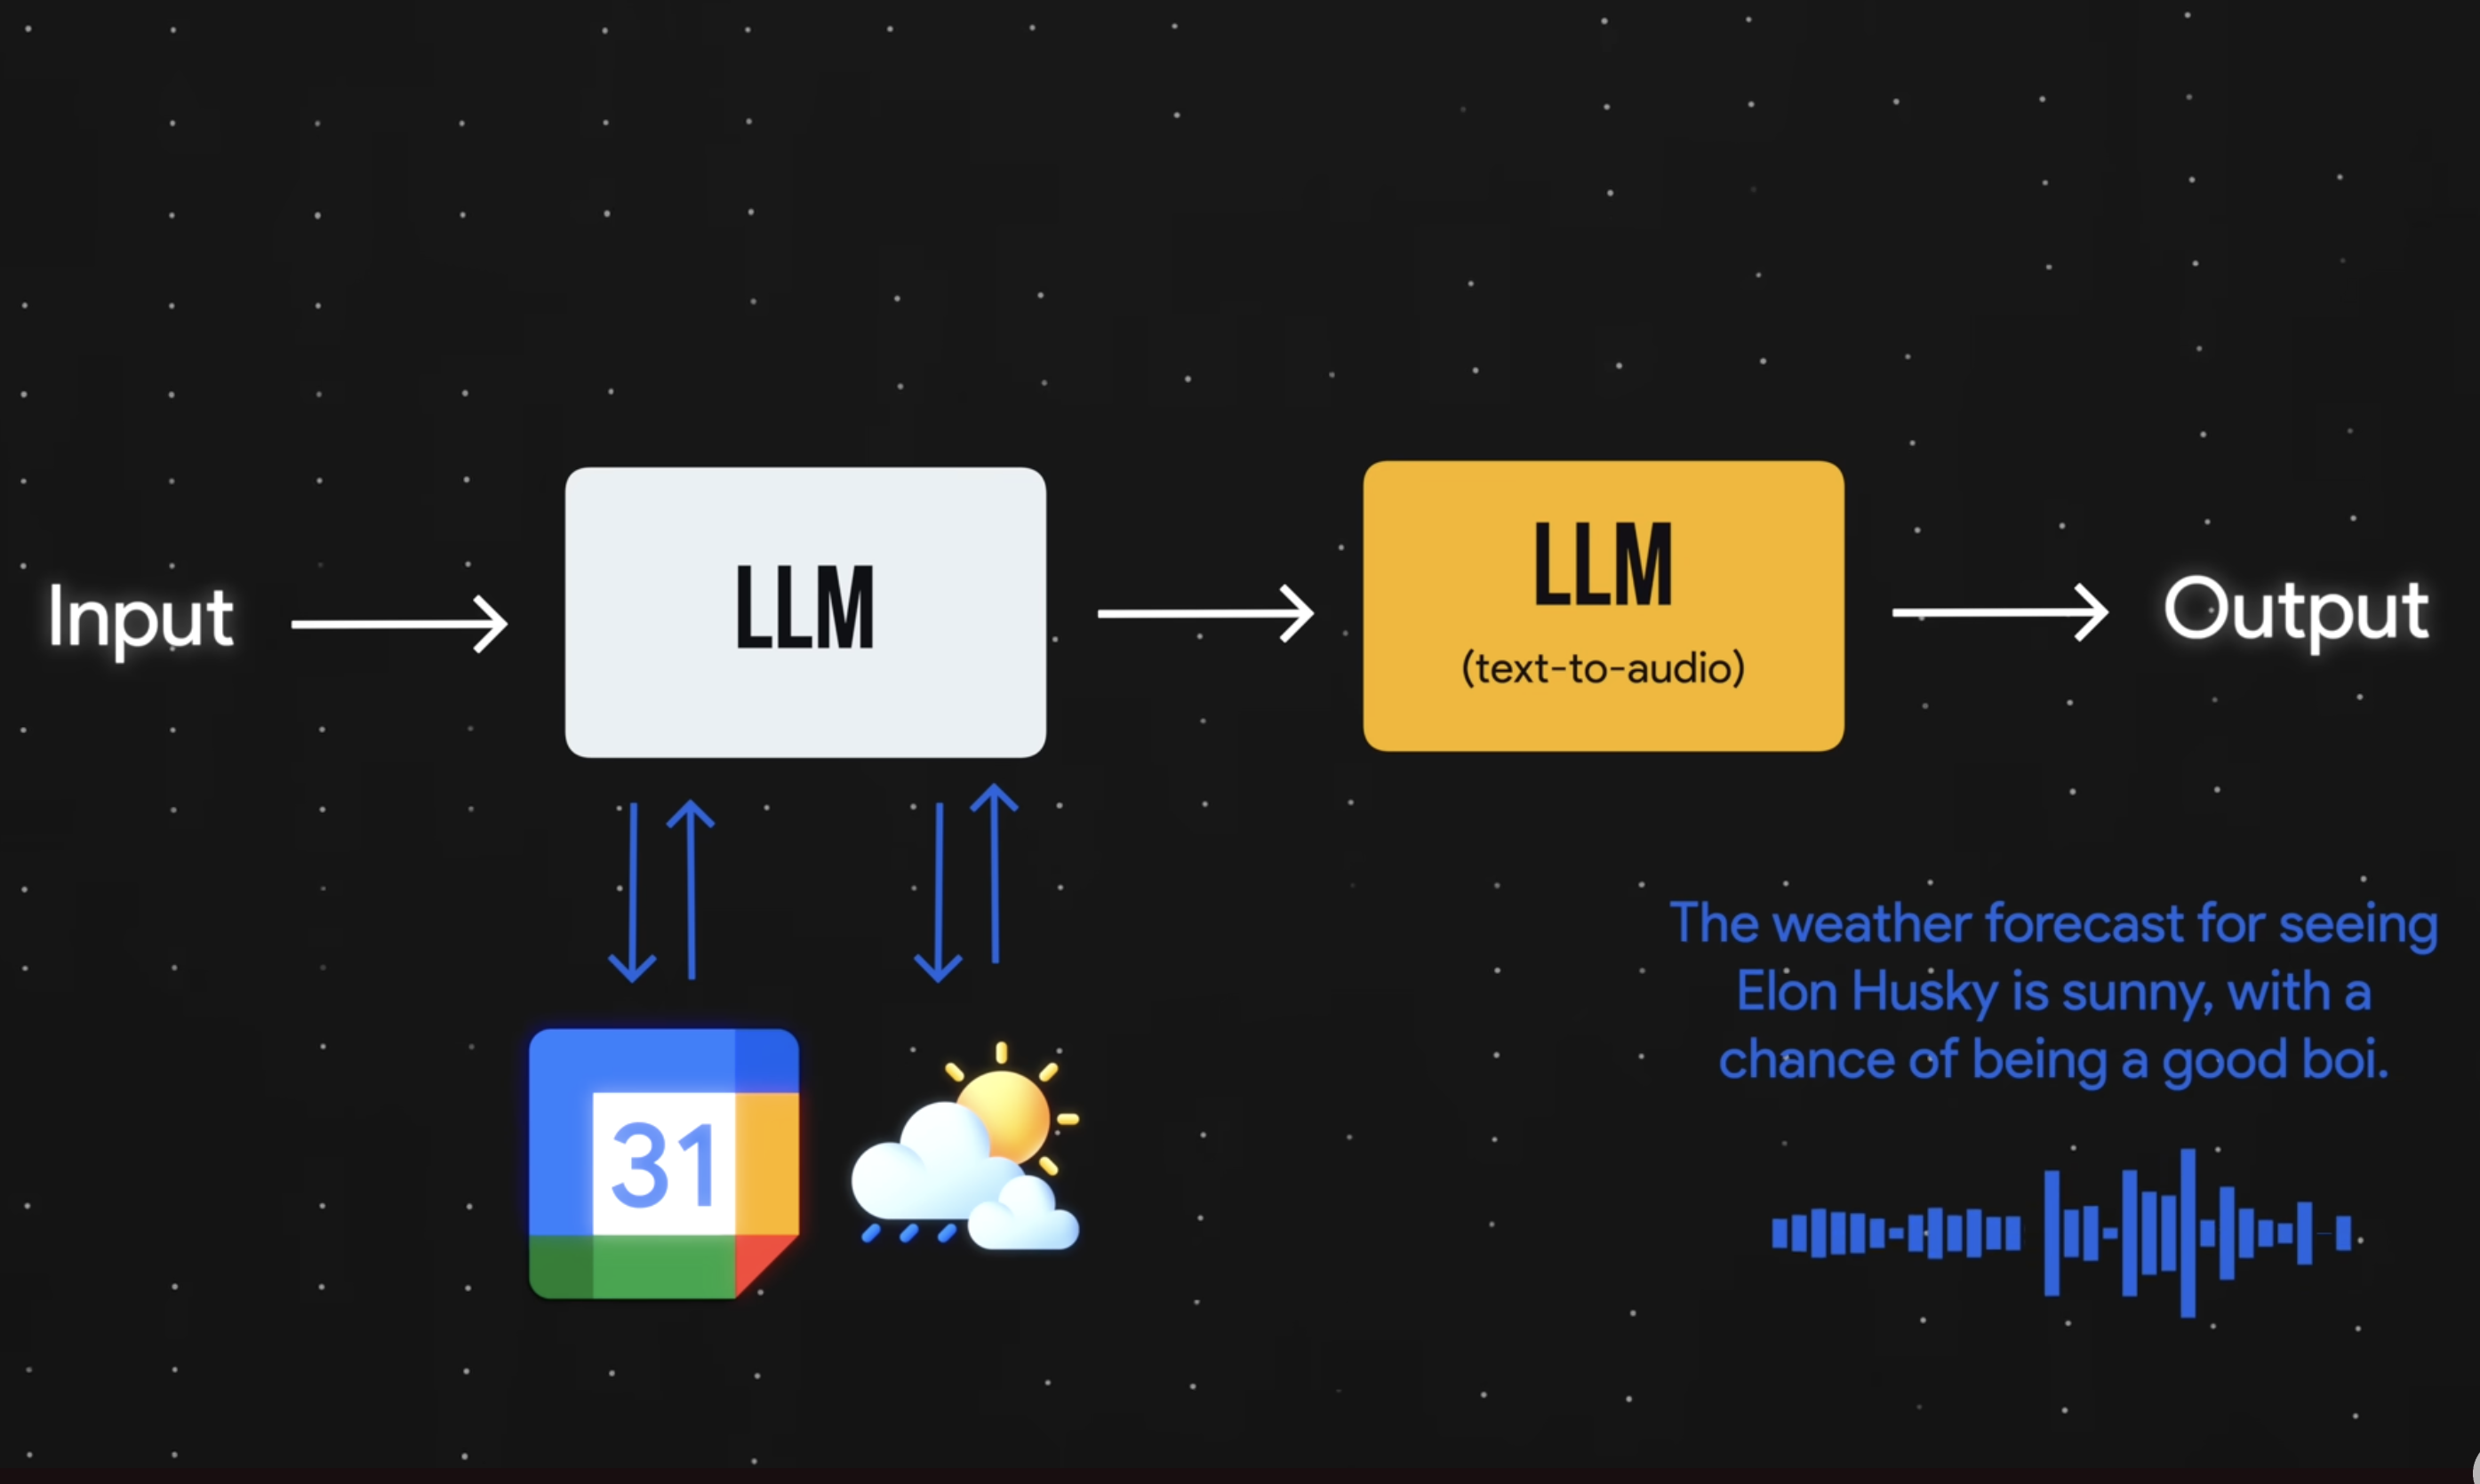 Input
LLM
LLM
(text-to-audio)
Output
The weather forecast for seeing
Elon Husky is sunny, with a
chance of being a good boi.
31